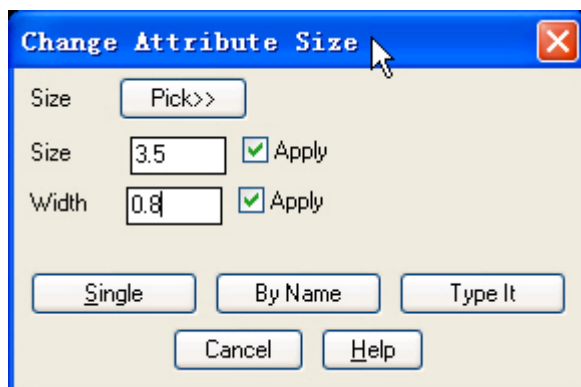 Change Attribute Size
Size Pick>>
Size 3.5 Apply
Width 0.8 Apply
Single By Name Type It
Cancel Help